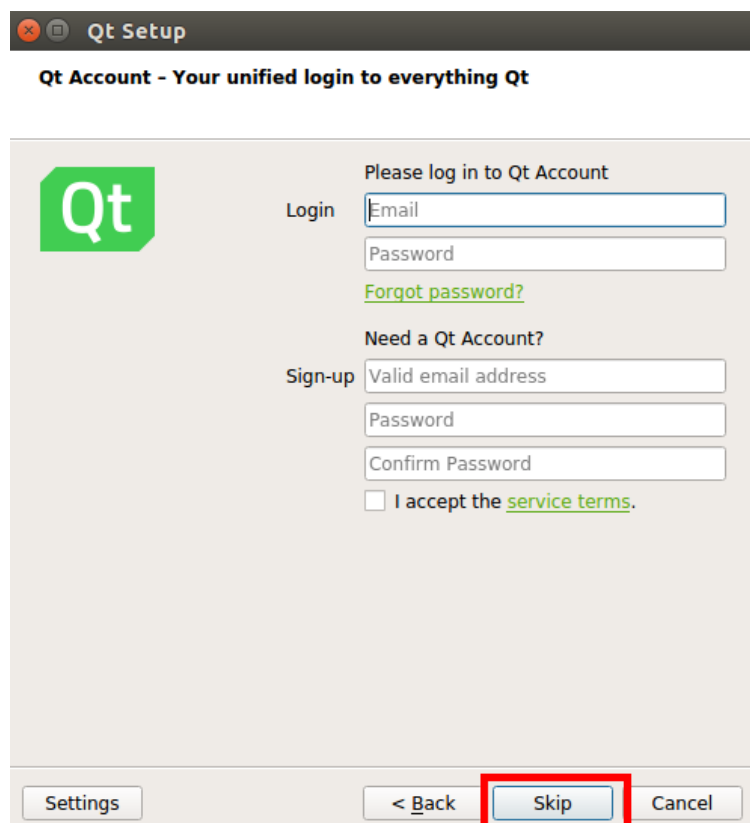 Qt Setup
Qt Account – Your unified login to everything Qt
Qt
Please log in to Qt Account
Login Email
Password
Forgot password?
Need a Qt Account?
Sign-up Valid email address
Password
Confirm Password
I accept the service terms.
Settings < Back Skip Cancel